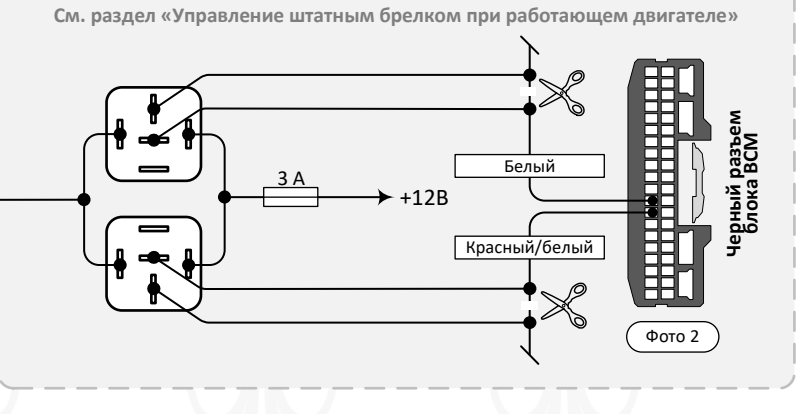 См. раздел «Управление штатным брелком при работающем двигателе»
Белый
3 А
+12В
Красный/белый
Черный разъем
блока BCM
Фото 2